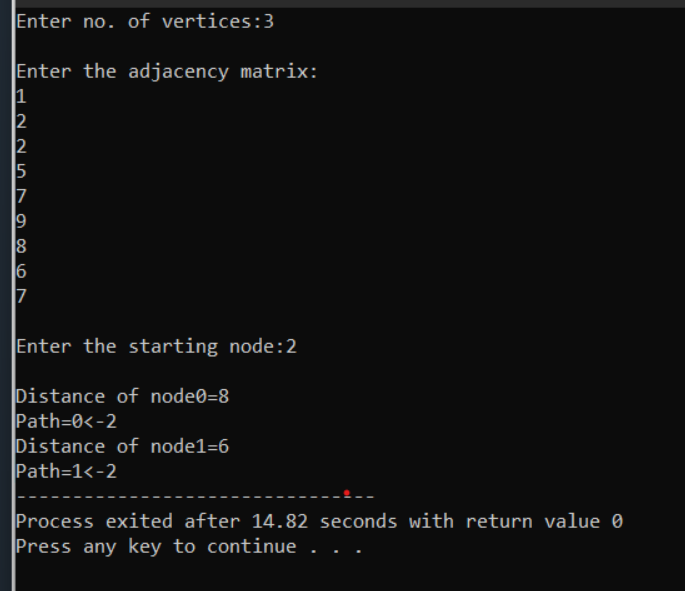 Enter no. of vertices:3
Enter the adjacency matrix:
1
2
2
5
7
9
8
6
7
Enter the starting node:2
Distance of node0=8
Path=0<-2
Distance of node1=6
Path=1<-2
--------------------------------
Process exited after 14.82 seconds with return value 0
Press any key to continue . . .